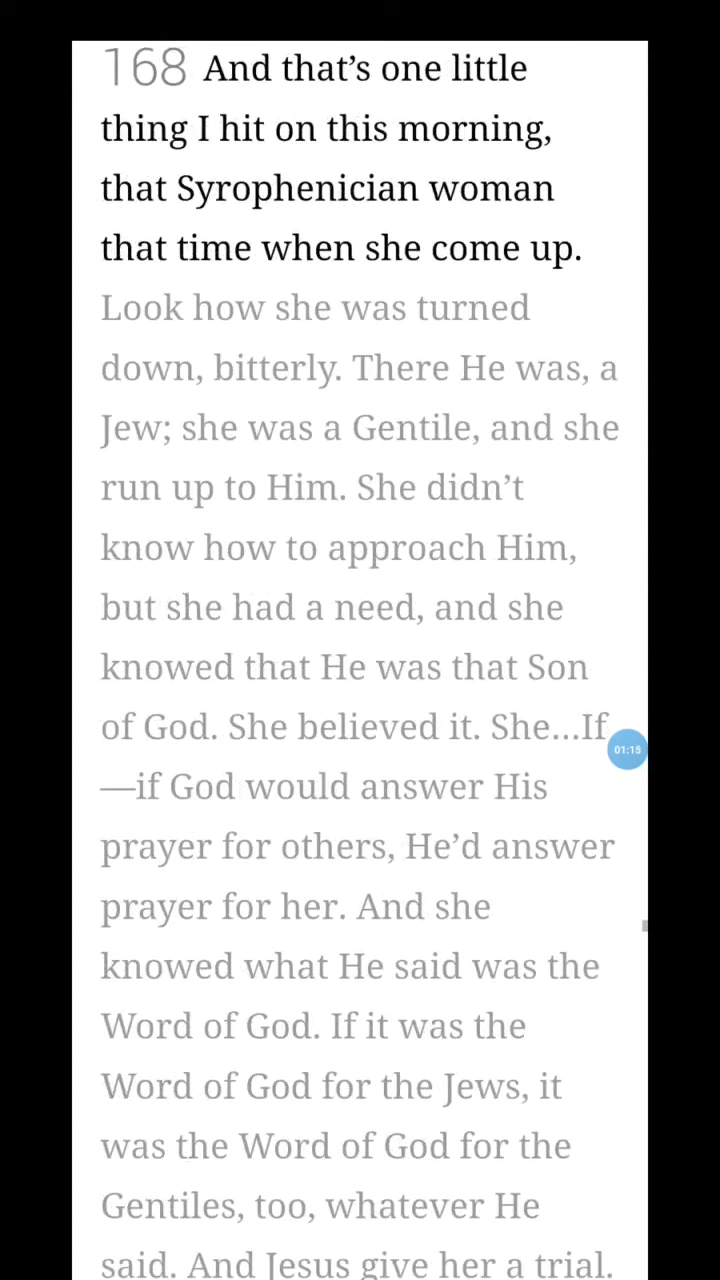 168 And that’s one little
thing I hit on this morning,
that Syrophenician woman
that time when she come up.
Look how she was turned
down, bitterly. There He was, a
Jew; she was a Gentile, and she
run up to Him. She didn’t
know how to approach Him,
but she had a need, and she
knowed that He was that Son
of God. She believed it. She…If
—if God would answer His
prayer for others, He’d answer
prayer for her. And she
knowed what He said was the
Word of God. If it was the
Word of God for the Jews, it
was the Word of God for the
Gentiles, too, whatever He
said. And Jesus give her a trial.
01:15